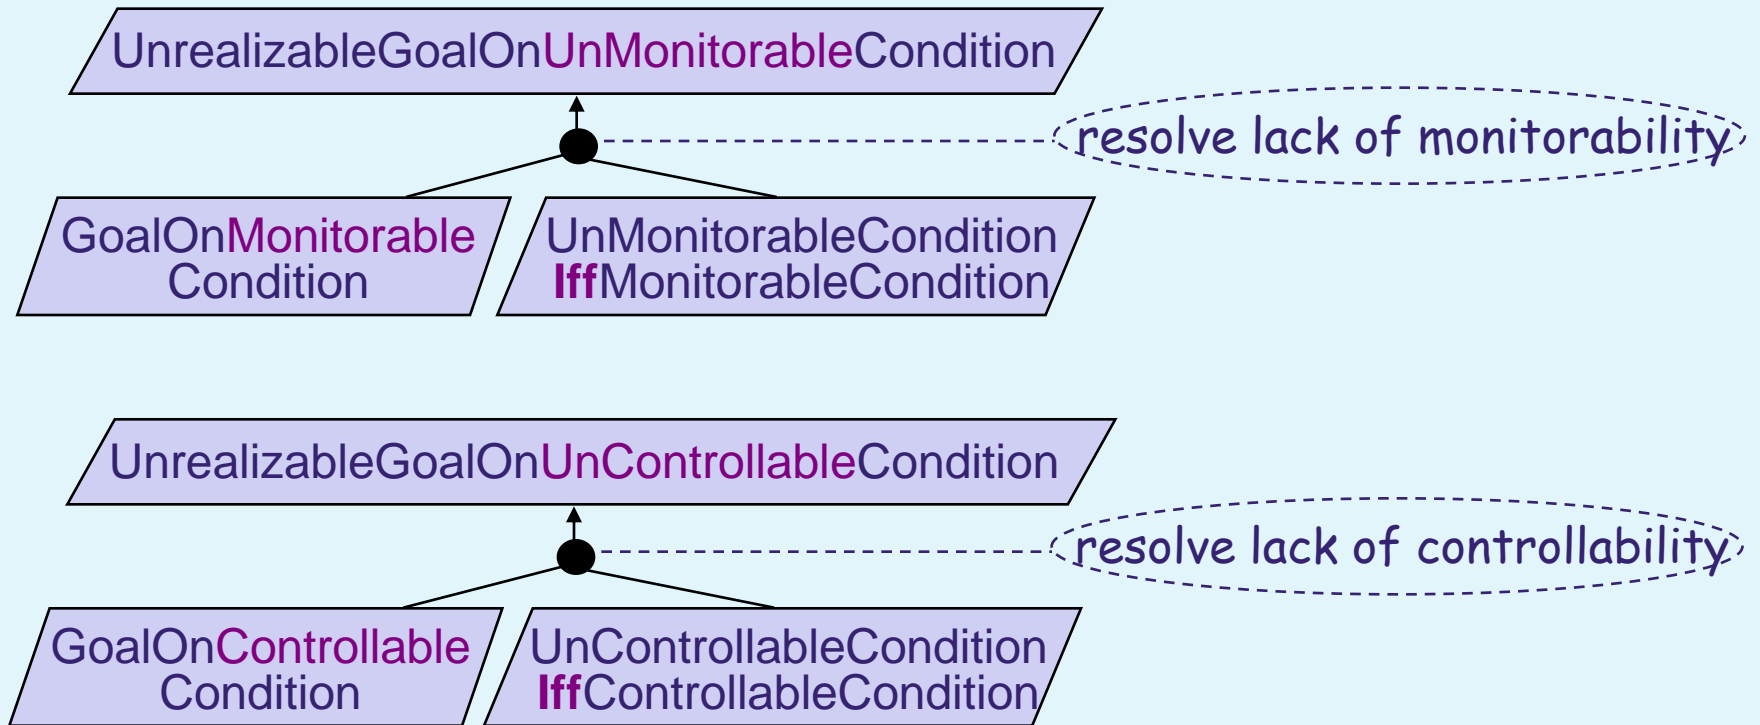 UnrealizableGoalOnUnMonitorableCondition
resolve lack of monitorability
GoalOnMonitorable
Condition
UnMonitorableCondition
IffMonitorableCondition
UnrealizableGoalOnUnControllableCondition
resolve lack of controllability
GoalOnControllable
Condition
UnControllableCondition
IffControllableCondition